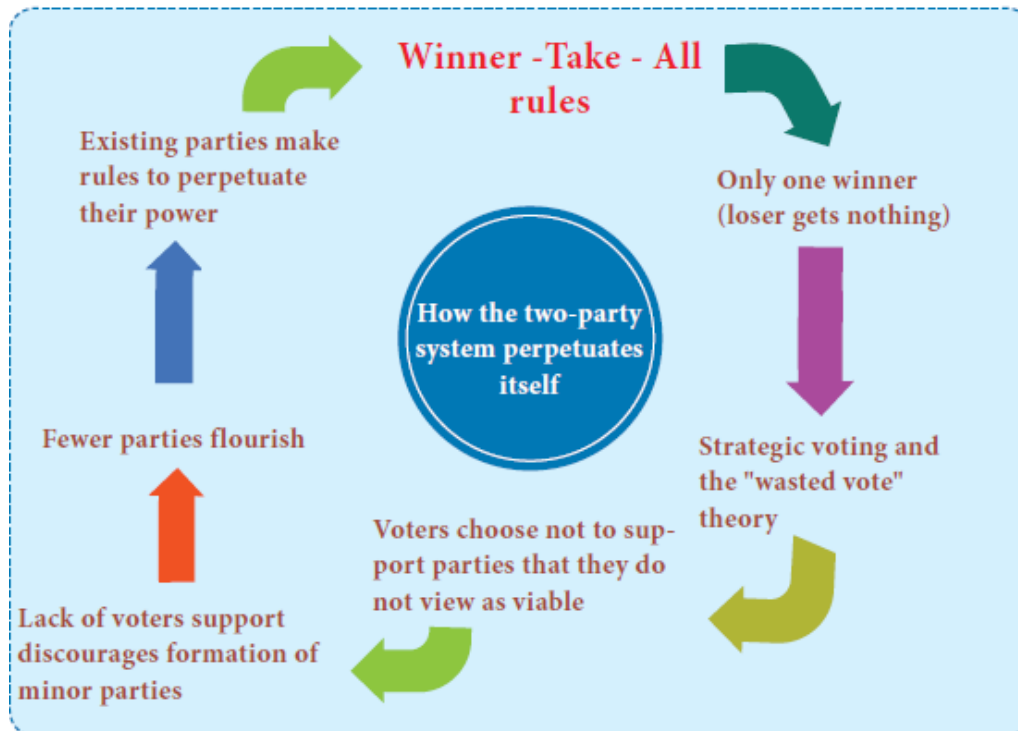 Winner -Take - All
rules
Only one winner
(loser gets nothing)
Strategic voting and
the "wasted vote"
theory
Voters choose not to sup-
port parties that they do
not view as viable
Lack of voters support
discourages formation of
minor parties
Fewer parties flourish
Existing parties make
rules to perpetuate
their power
How the two-party
system perpetuates
itself